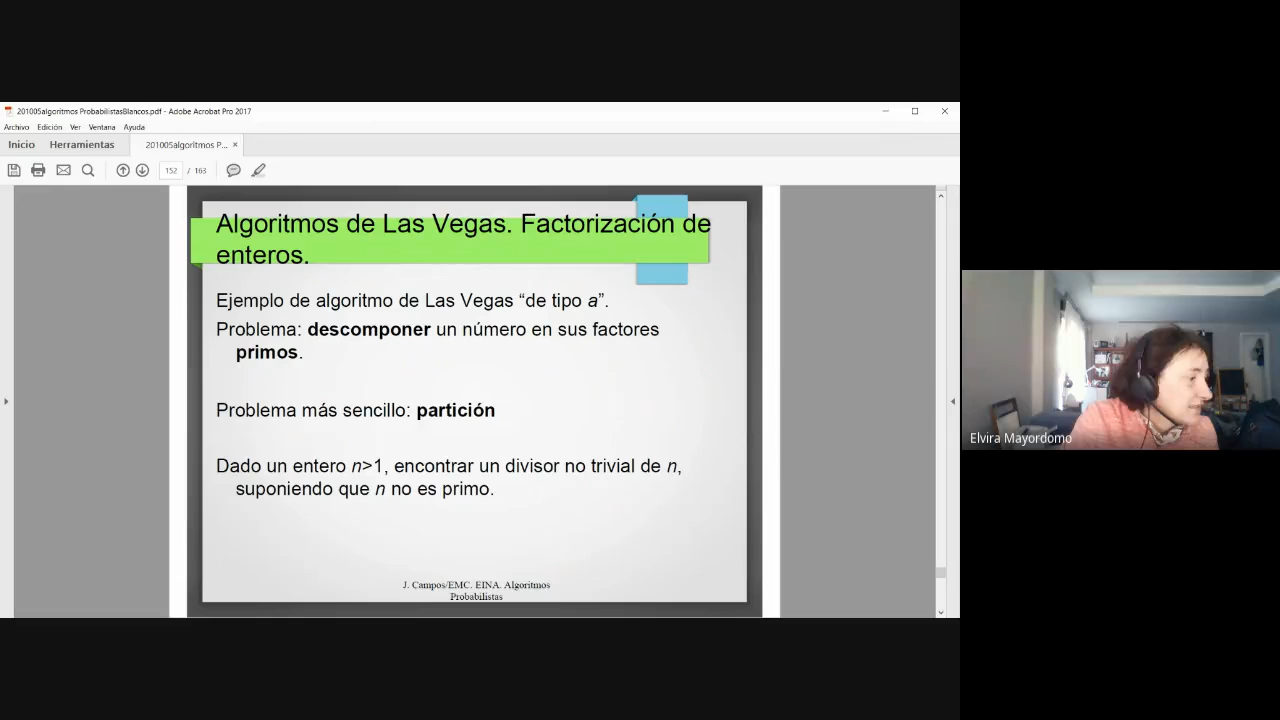 201005algoritmos ProbabilistasBlancos.pdf - Adobe Acrobat Pro 2017
Archivo Edición Ver Ventana Ayuda
Inicio Herramientas 201005algoritmos P... ×
152 / 163
Algoritmos de Las Vegas. Factorización de
enteros.
Ejemplo de algoritmo de Las Vegas “de tipo a”.
Problema: descomponer un número en sus factores
primos.
Problema más sencillo: partición
Dado un entero n>1, encontrar un divisor no trivial de n,
suponiendo que n no es primo.
J. Campos/EMC. EINA. Algoritmos
Probabilistas
Elvira Mayordomo